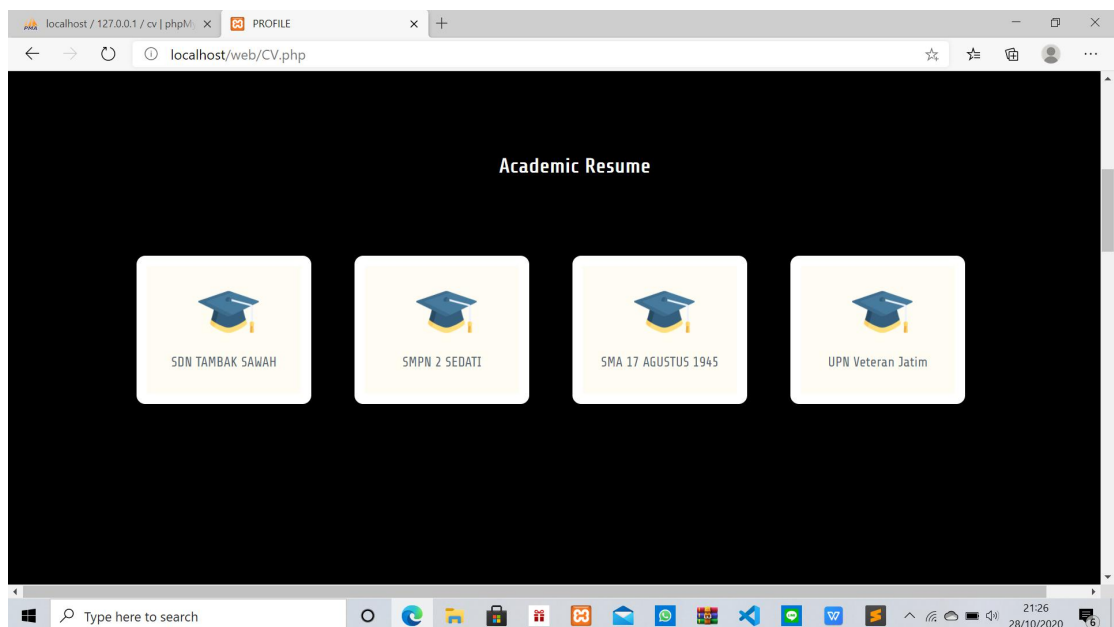 localhost / 127.0.0.1 / cv | phpM
PROFILE
localhost/web/CV.php
Academic Resume
SDN TAMBAK SAWAH
SMPN 2 SEDATI
SMA 17 AGUSTUS 1945
UPN Veteran Jatim
Type here to search
21:26
28/10/2020
6